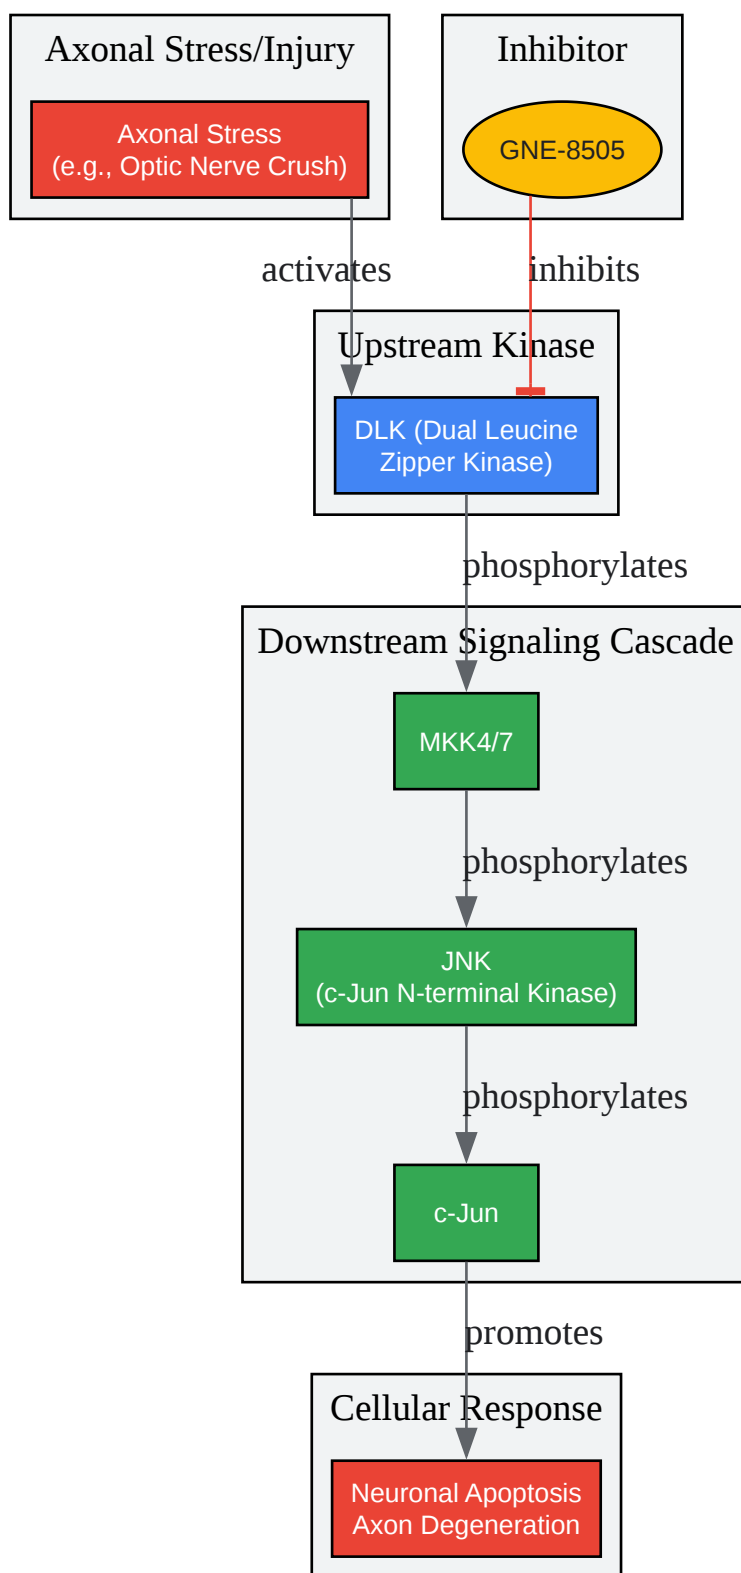 Axonal Stress/Injury
Inhibitor
Axonal Stress
(e.g., Optic Nerve Crush)
GNE-8505
activates
inhibits
Upstream Kinase
DLK (Dual Leucine
Zipper Kinase)
phosphorylates
Downstream Signaling Cascade
MKK4/7
phosphorylates
JNK
(c-Jun N-terminal Kinase)
phosphorylates
c-Jun
promotes
Cellular Response
Neuronal Apoptosis
Axon Degeneration